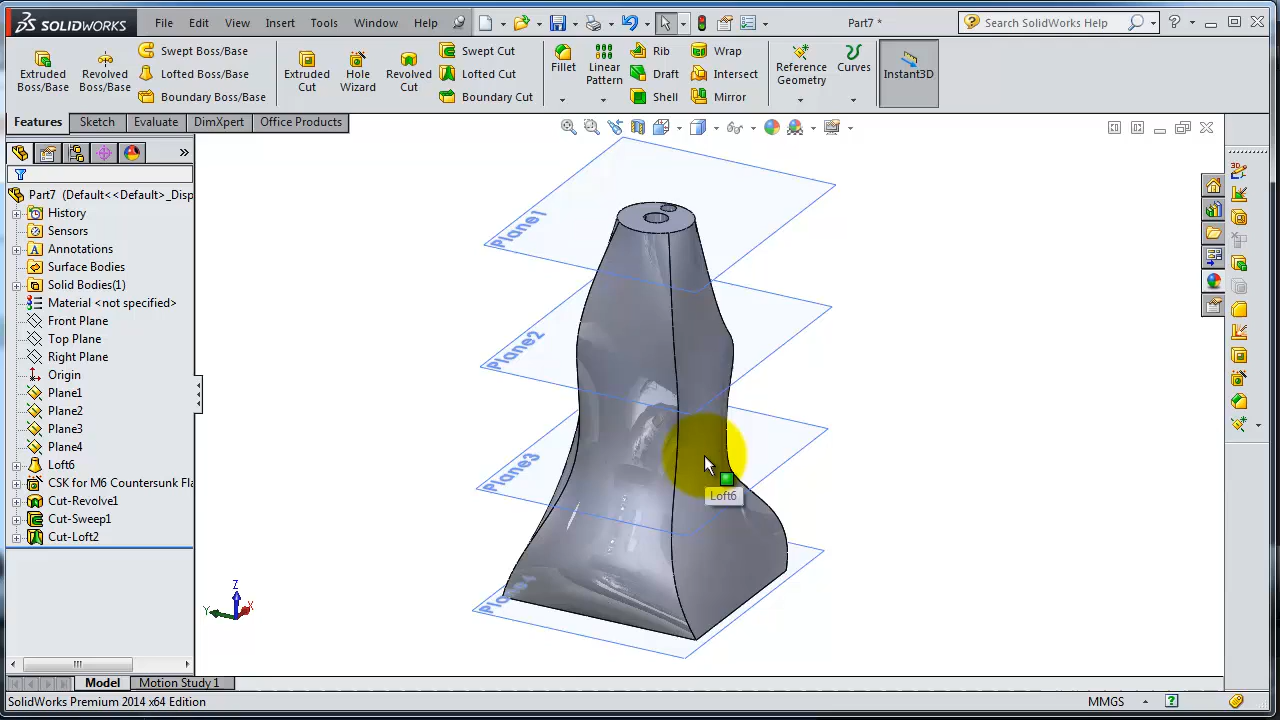 SOLIDWORKS File Edit View Insert Tools Window Help Part7 * Search SolidWorks Help
Extruded Boss/Base
Revolved Boss/Base
Swept Boss/Base
Lofted Boss/Base
Boundary Boss/Base
Extruded Cut
Hole Wizard
Revolved Cut
Swept Cut
Lofted Cut
Boundary Cut
Fillet
Linear Pattern
Rib
Draft
Shell
Wrap
Intersect
Mirror
Reference Geometry
Curves
Instant3D
Features Sketch Evaluate DimXpert Office Products
Part7 (Default<<Default>_Disp
History
Sensors
Annotations
Surface Bodies
Solid Bodies(1)
Material <not specified>
Front Plane
Top Plane
Right Plane
Origin
Plane1
Plane2
Plane3
Plane4
Loft6
CSK for M6 Countersunk Fla
Cut-Revolve1
Cut-Sweep1
Cut-Loft2
Plane1
Plane2
Plane3
Loft6
Z
Y
X
Model Motion Study 1
SolidWorks Premium 2014 x64 Edition MMGS